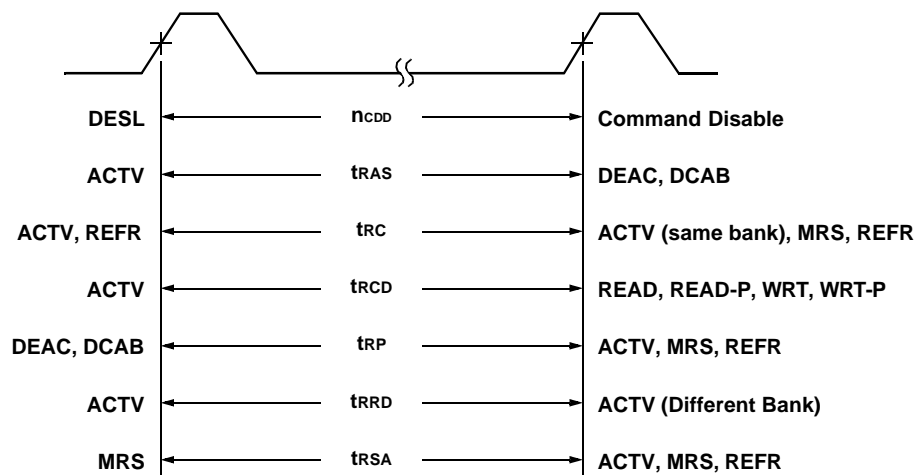 DESL nCDD Command Disable
ACTV tRAS DEAC, DCAB
ACTV, REFR tRC ACTV (same bank), MRS, REFR
ACTV tRCD READ, READ-P, WRT, WRT-P
DEAC, DCAB tRP ACTV, MRS, REFR
ACTV tRRD ACTV (Different Bank)
MRS tRSA ACTV, MRS, REFR